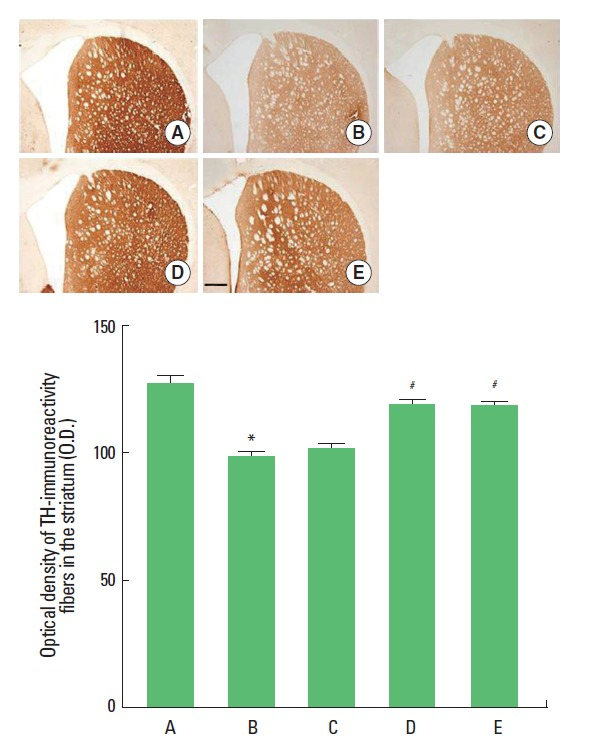 A
B
C
D
E
Optical density of TH-immunoreactivity
fibers in the striatum (O.D.)
150
100
50
0
*
#
#
A B C D E